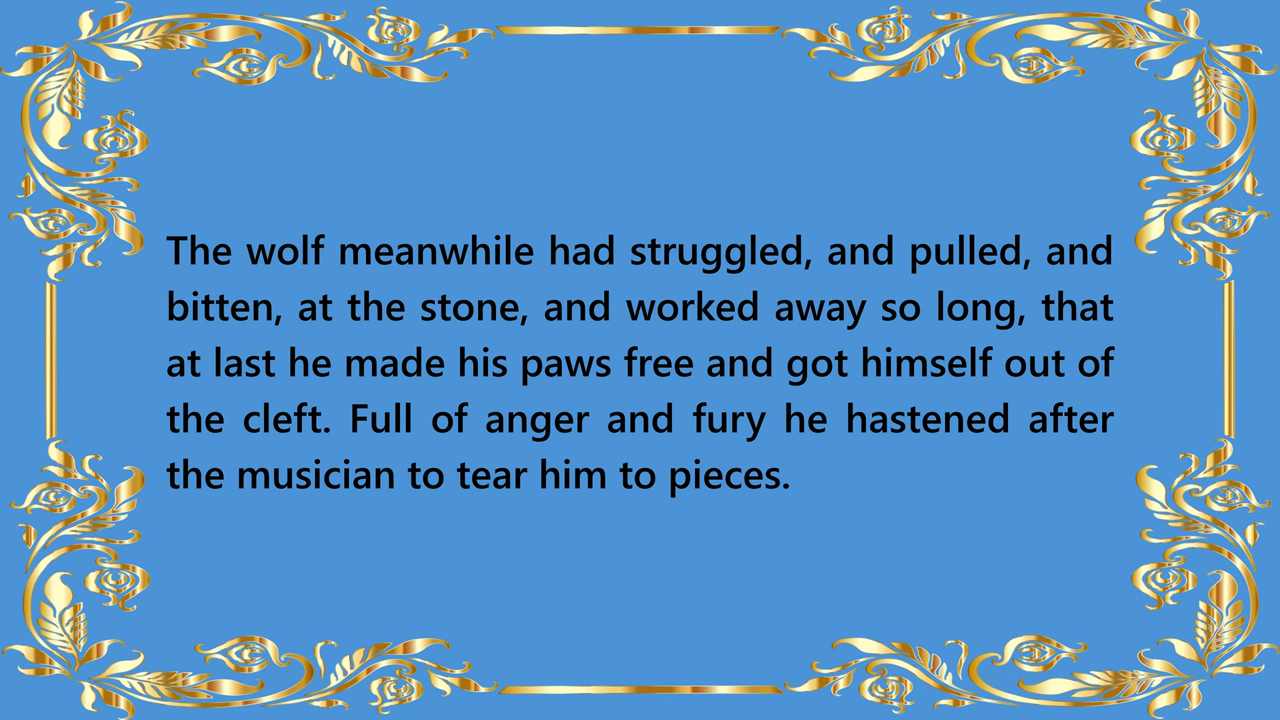 The wolf meanwhile had struggled, and pulled, and
bitten, at the stone, and worked away so long, that
at last he made his paws free and got himself out of
the cleft. Full of anger and fury he hastened after
the musician to tear him to pieces.